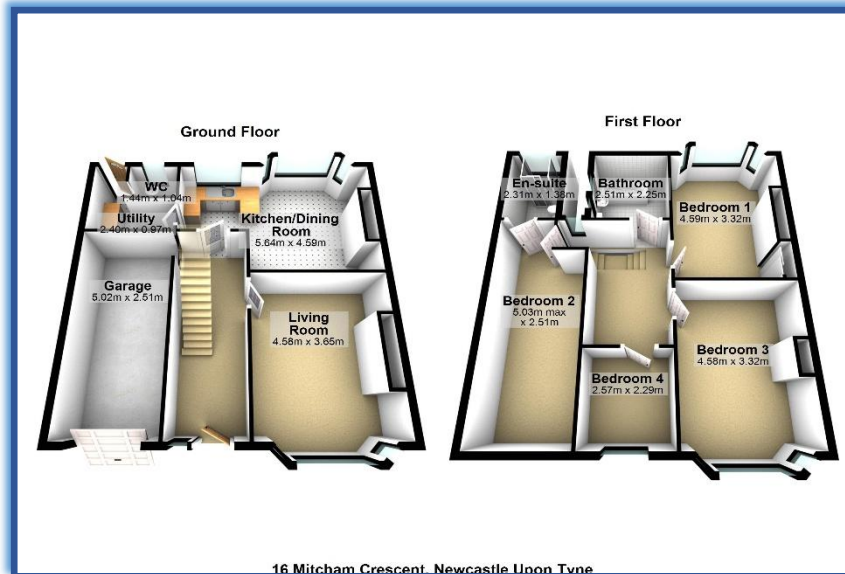 Ground Floor
WC
1.44m x 1.04m
Utility
2.40m x 0.97m
Kitchen/Dining
Room
5.64m x 4.59m
Garage
5.02m x 2.51m
Living
Room
4.58m x 3.65m
First Floor
En-suite
2.31m x 1.38m
Bathroom
2.51m x 2.25m
Bedroom 1
4.59m x 3.32m
Bedroom 2
5.03m max
x 2.51m
Bedroom 3
4.58m x 3.32m
Bedroom 4
2.57m x 2.29m
16 Mitcham Crescent, Newcastle Upon Tyne